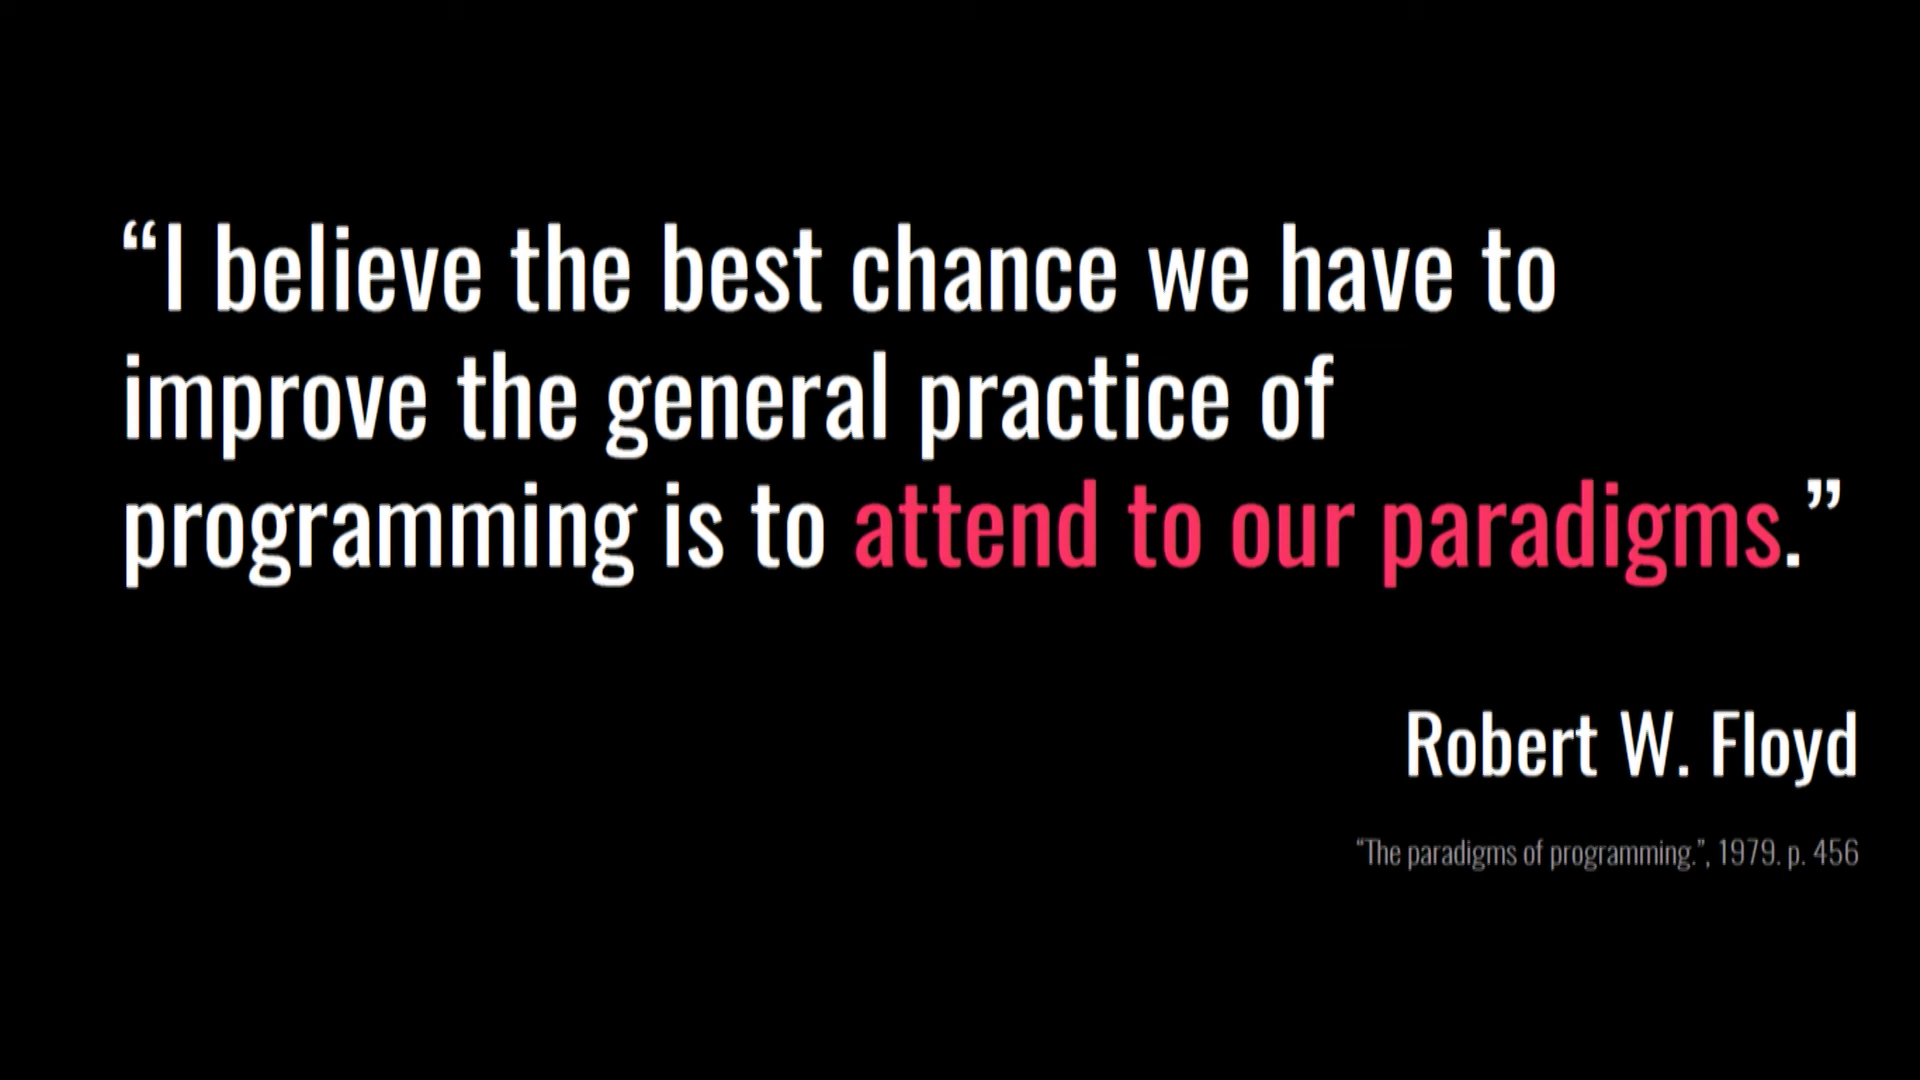 “I believe the best chance we have to
improve the general practice of
programming is to attend to our paradigms.”
Robert W. Floyd
“The paradigms of programming.”, 1979. p. 456